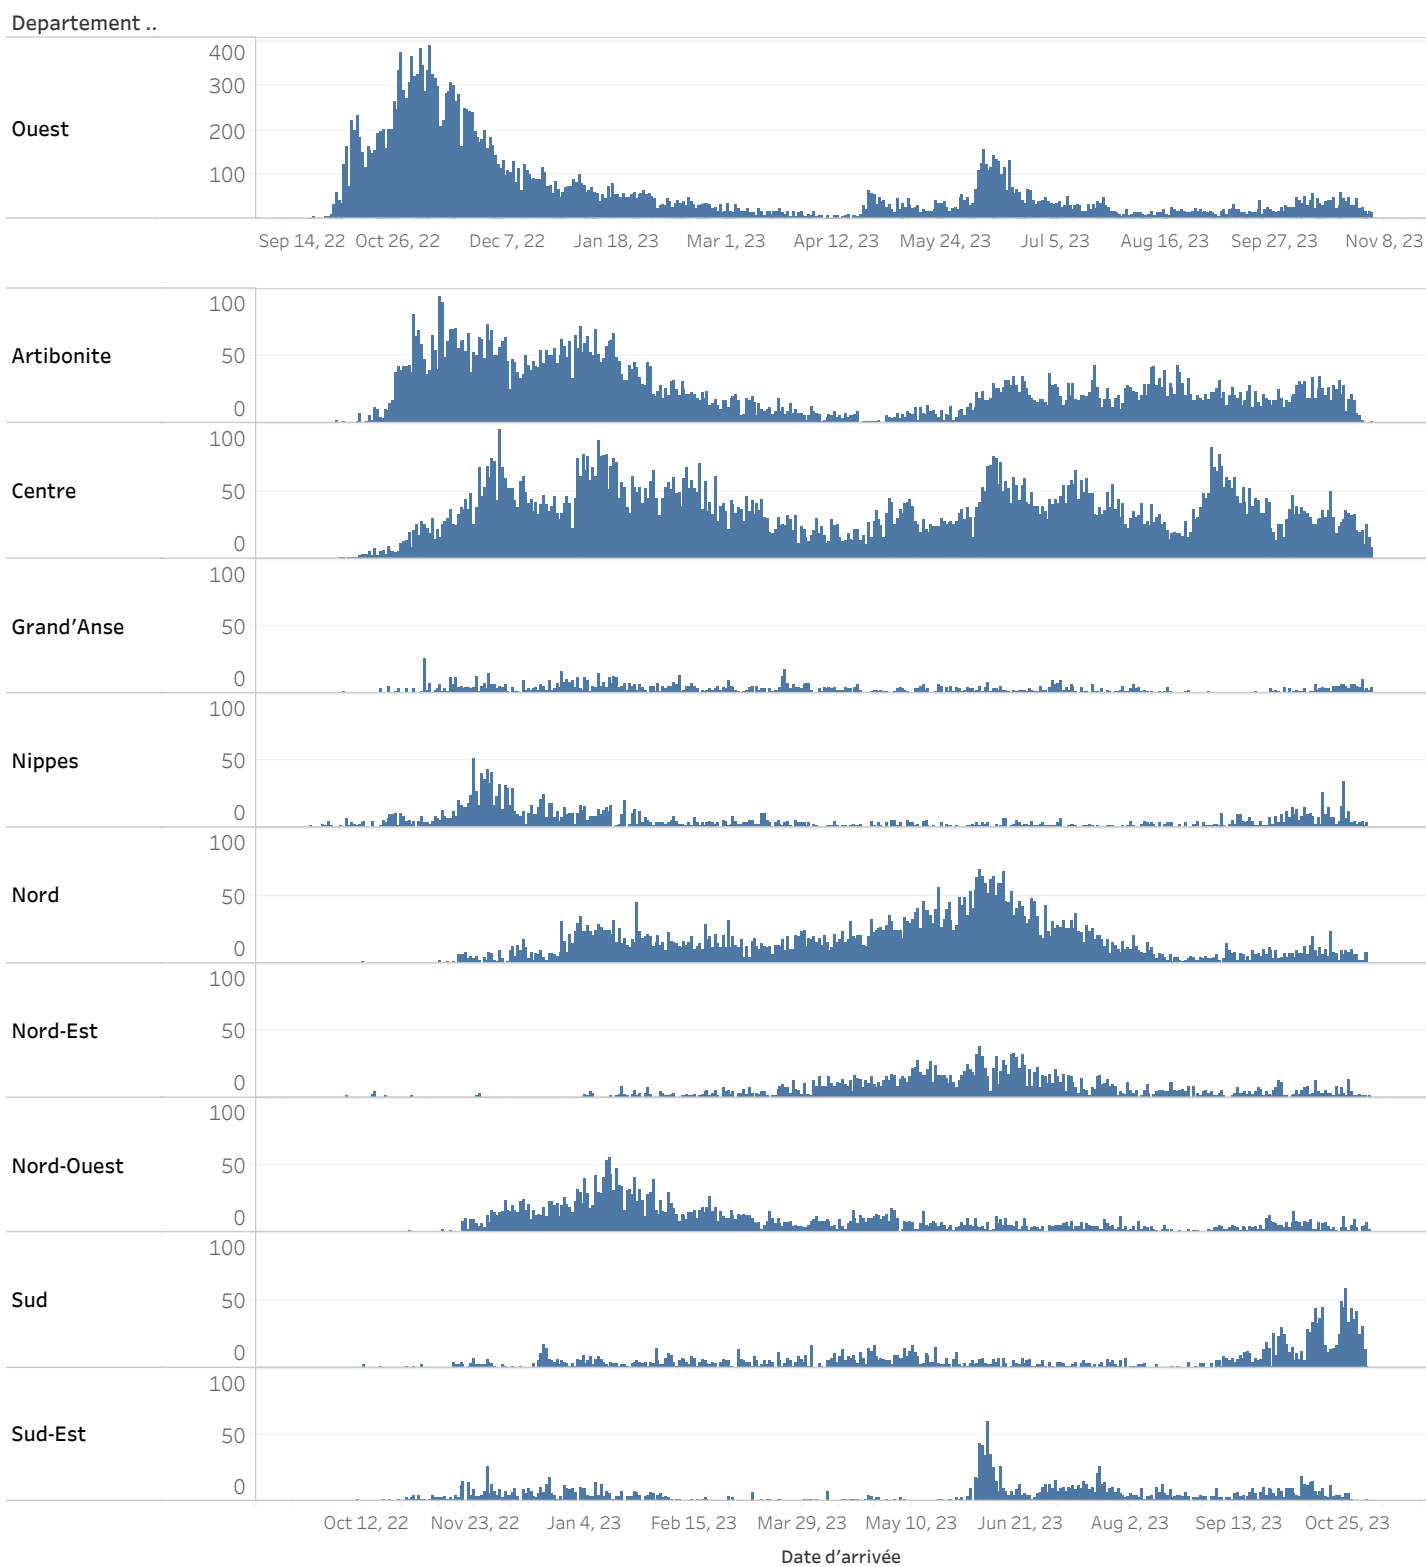 Departement ..
400
300
Ouest
200
100
Sep 14, 22 Oct 26, 22 Dec 7, 22 Jan 18, 23 Mar 1, 23 Apr 12, 23 May 24, 23 Jul 5, 23 Aug 16, 23 Sep 27, 23 Nov 8, 23
100
Artibonite 50
0
100
Centre 50
0
100
Grand'Anse 50
0
100
Nippes 50
0
100
Nord 50
0
100
Nord-Est 50
0
100
Nord-Ouest 50
0
100
Sud 50
0
100
Sud-Est 50
0
Oct 12, 22 Nov 23, 22 Jan 4, 23 Feb 15, 23 Mar 29, 23 May 10, 23 Jun 21, 23 Aug 2, 23 Sep 13, 23 Oct 25, 23
Date d'arrivée